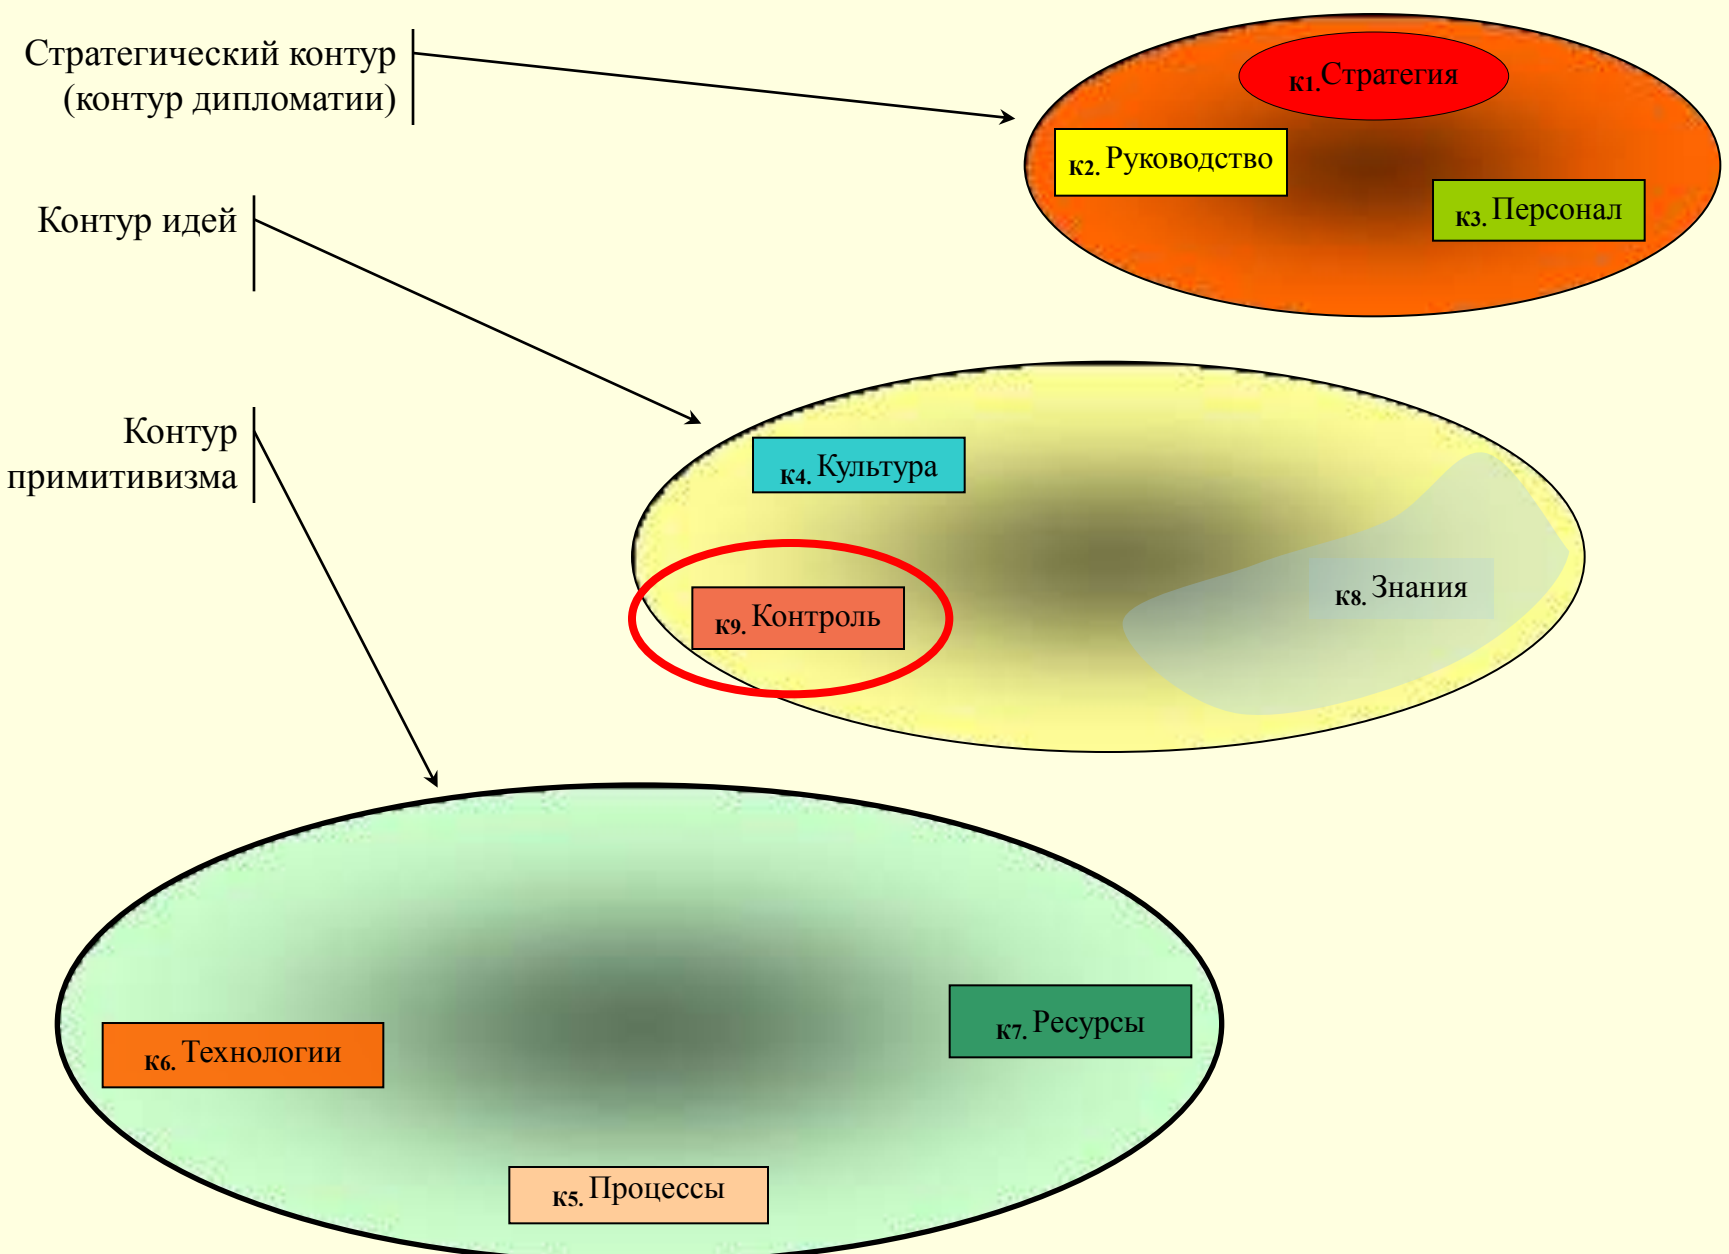 Стратегический контур
(контур дипломатии)
К1.Стратегия
К2. Руководство
К3. Персонал
Контур идей
Контур
примитивизма
К4. Культура
К9. Контроль
К8. Знания
К7. Ресурсы
К6. Технологии
К5. Процессы